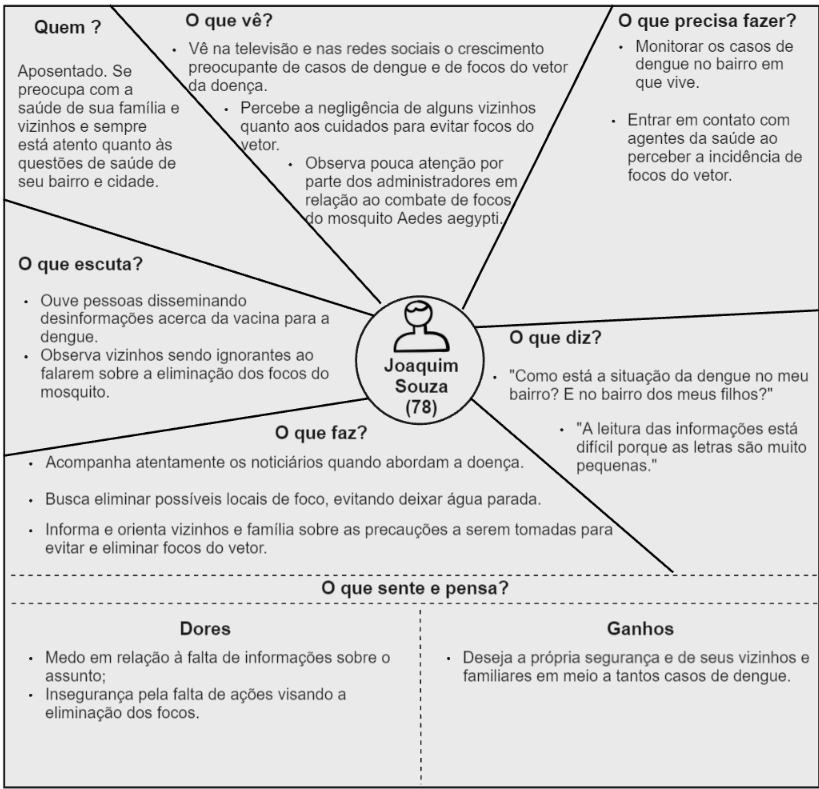 Quem ?
Aposentado. Se
preocupa com a
saúde de sua família e
vizinhos e sempre
está atento quanto às
questões de saúde de
seu bairro e cidade.
O que vê?
• Vê na televisão e nas redes sociais o crescimento
preocupante de casos de dengue e de focos do vetor
da doença.
• Percebe a negligência de alguns vizinhos
quanto aos cuidados para evitar focos do
vetor.
• Observa pouca atenção por
parte dos administradores em
relação ao combate de focos
do mosquito Aedes aegypti.
O que precisa fazer?
• Monitorar os casos de
dengue no bairro em
que vive.
• Entrar em contato com
agentes da saúde ao
perceber a incidência de
focos do vetor.
O que escuta?
• Ouve pessoas disseminando
desinformações acerca da vacina para a
dengue.
• Observa vizinhos sendo ignorantes ao
falarem sobre a eliminação dos focos do
mosquito.
Joaquim
Souza
(78)
O que diz?
• "Como está a situação da dengue no meu
bairro? E no bairro dos meus filhos?"
• "A leitura das informações está
difícil porque as letras são muito
pequenas."
O que faz?
• Acompanha atentamente os noticiários quando abordam a doença.
• Busca eliminar possíveis locais de foco, evitando deixar água parada.
• Informa e orienta vizinhos e família sobre as precauções a serem tomadas para
evitar e eliminar focos do vetor.
O que sente e pensa?
Dores
• Medo em relação à falta de informações sobre o
assunto;
• Insegurança pela falta de ações visando a
eliminação dos focos.
Ganhos
• Deseja a própria segurança e de seus vizinhos e
familiares em meio a tantos casos de dengue.